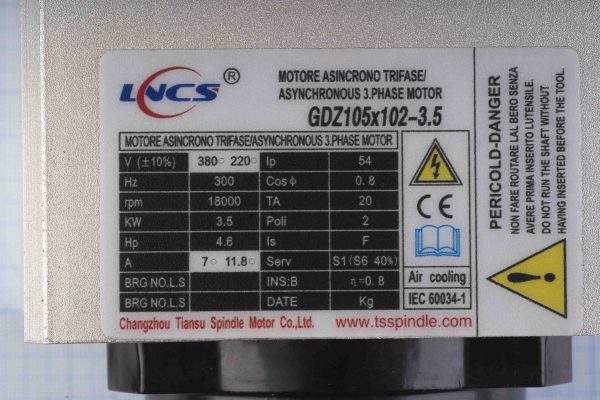 LNCS ®
MOTORE ASINCRONO TRIFASE/
ASYNCHRONOUS 3.PHASE MOTOR
GDZ105x102-3.5
MOTORE ASINCRONO TRIFASE/ASYNCHRONOUS 3.PHASE MOTOR
V (±10%) 380○ 220○ Ip 54
Hz 300 Cosϕ 0.8
rpm 18000 TA 20
KW 3.5 Poli 2
Hp 4.6 Is F
A 7○ 11.8○ Serv S1(S6 40%)
BRG NO.L.S INS:B η=0.8
BRG NO.L.S DATE Kg
CE
Air cooling
IEC 60034-1
Changzhou Tiansu Spindle Motor Co.,Ltd. www.tsspindle.com
PERICOLD-DANGER
NON FARE ROUTARE LAL BERO SENZA
AVERE PRIMA INSERITO LUTENSILE.
DO NOT RUN THE SHAFT WITHOUT
HAVING INSERTED BEFORE THE TOOL.